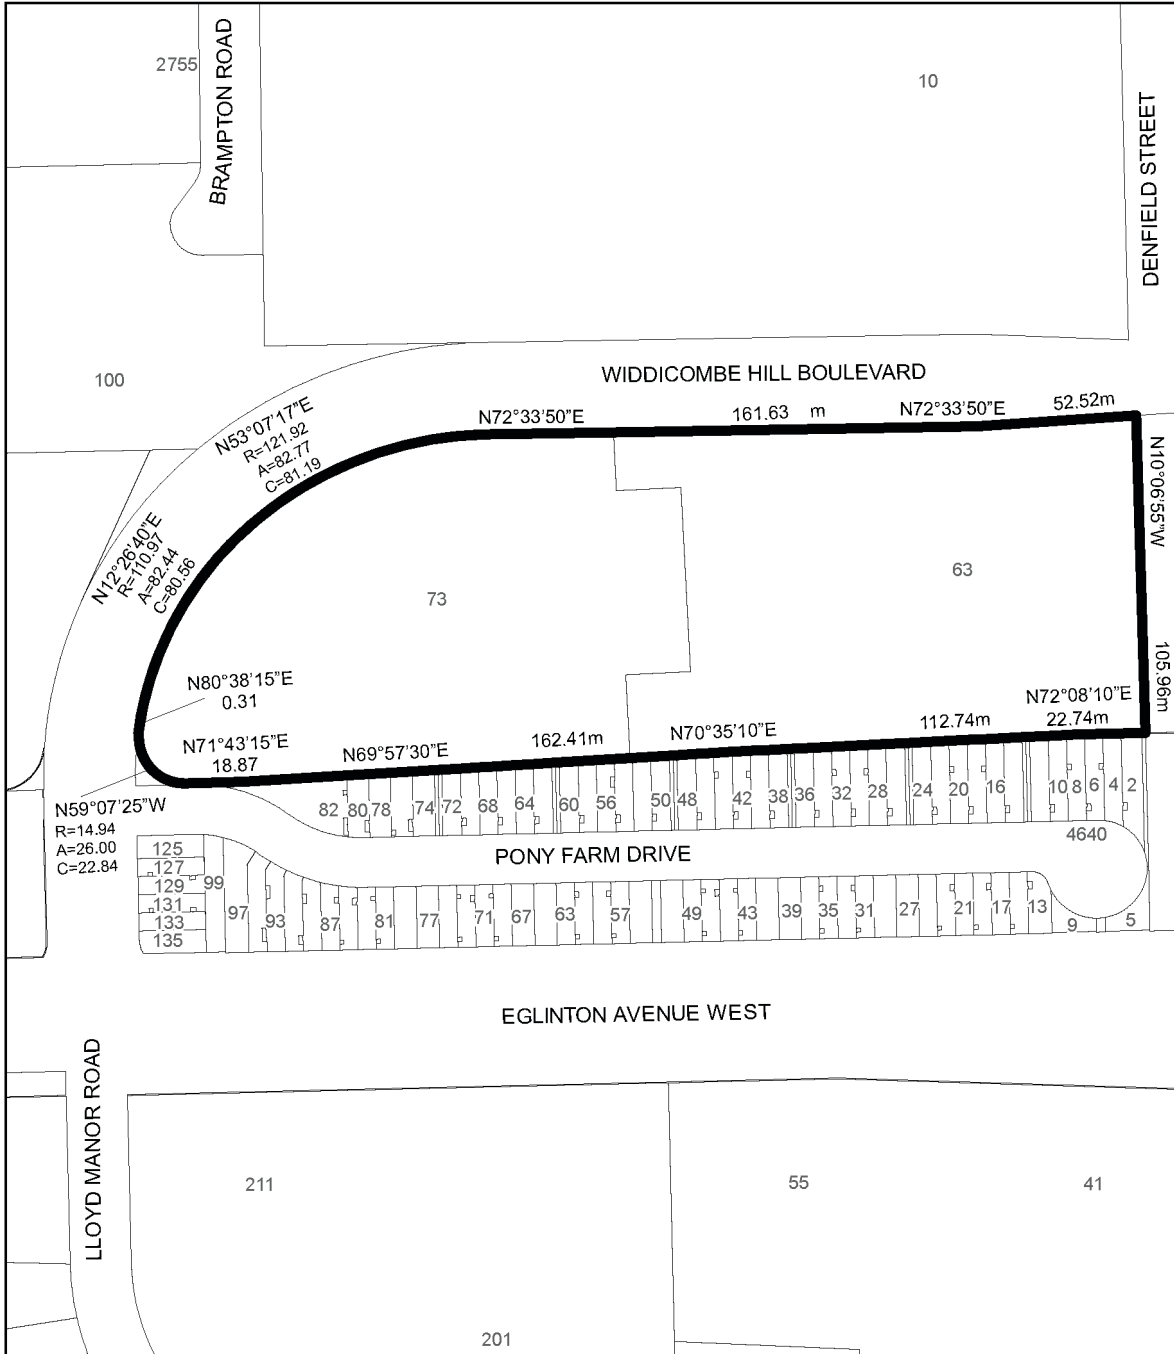 2755
BRAMPTON ROAD
10
DENFIELD STREET
100
WIDDICOMBE HILL BOULEVARD
N53°07'17"E
R=121.92
A=82.77
C=81.19
N72°33'50"E
161.63 m
N72°33'50"E
52.52m
N10°06'55"W
105.96m
N12°26'40"E
R=110.97
A=82.44
C=80.56
73
63
N80°38'15"E
0.31
N71°43'15"E
18.87
N69°57'30"E
162.41m
N70°35'10"E
112.74m
N72°08'10"E
22.74m
N59°07'25"W
R=14.94
A=26.00
C=22.84
82 80 78 74 72 68 64 60 56 50 48 42 38 36 32 28 24 20 16 10 8 6 4 2
4640
PONY FARM DRIVE
125
127
129
131
133
135
99 97 93 87 81 77 71 67 63 57 49 43 39 35 31 27 21 17 13 9 5
EGLINTON AVENUE WEST
LLOYD MANOR ROAD
211
55
41
201